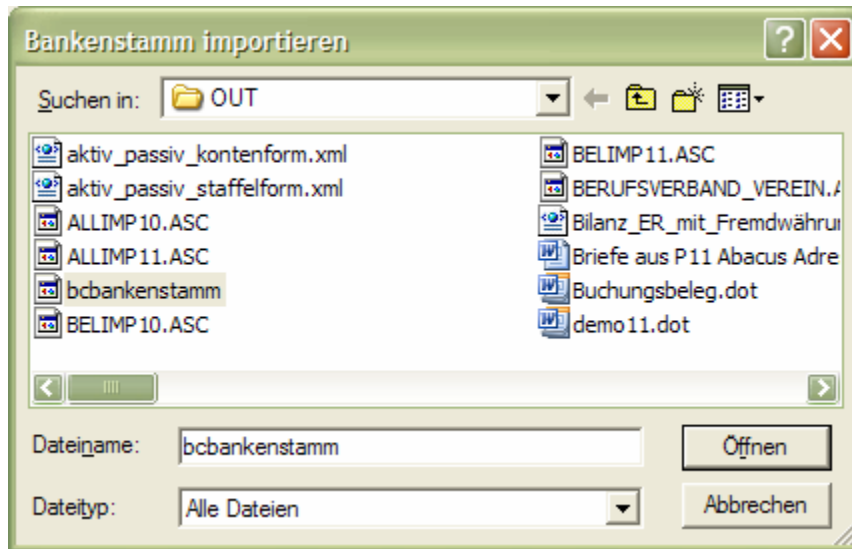 Bankenstamm importieren
Suchen in: OUT
aktiv_passiv_kontenform.xml
aktiv_passiv_staffelform.xml
ALLIMP10.ASC
ALLIMP11.ASC
bcbankenstamm
BELIMP10.ASC
BELIMP11.ASC
BERUFSVERBAND_VEREIN.A
Bilanz_ER_mit_Fremdwähru
Briefe aus P11 Abacus Adre
Buchungsbeleg.dot
demo11.dot
Dateiname: bcbankenstamm Öffnen
Dateityp: Alle Dateien Abbrechen